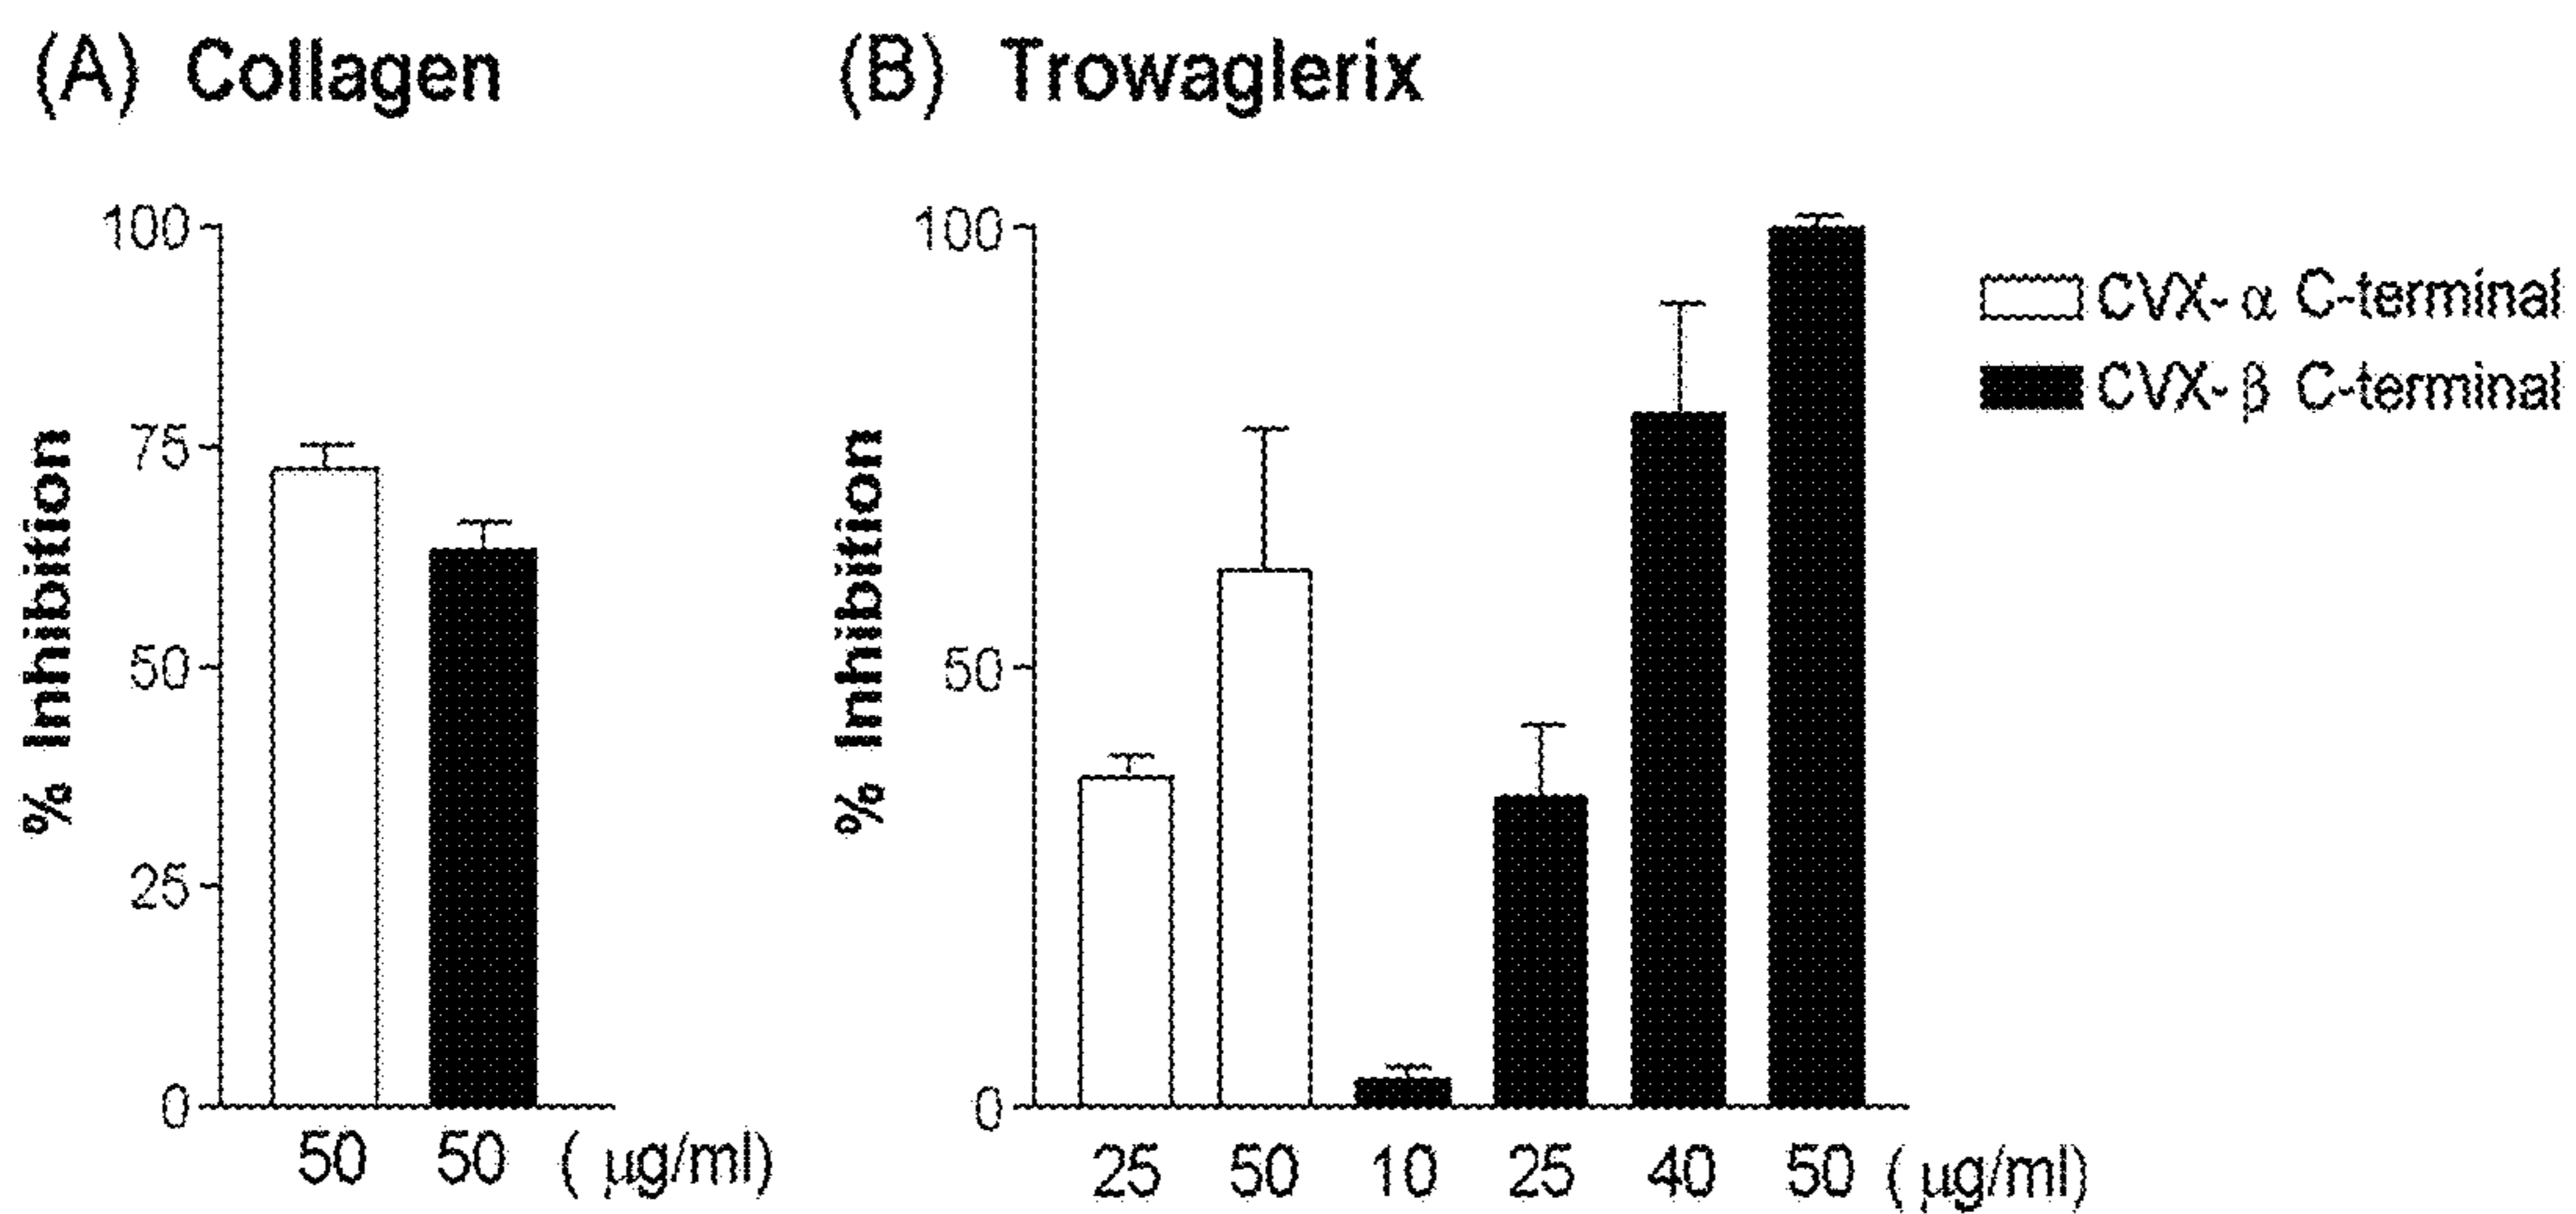 (A) Collagen
% Inhibition
100
75
50
25
0
50 50 ( μg/ml)
(B) Trowaglerix
% Inhibition
100
50
0
25 50 10 25 40 50 ( μg/ml)
CVX- α C-terminal
CVX- β C-terminal